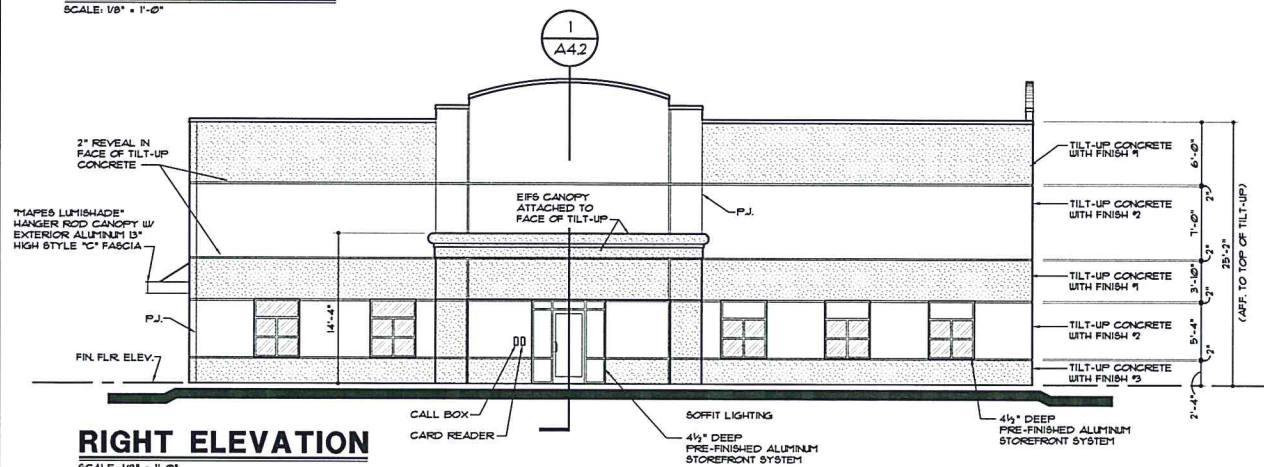 SCALE: 1/8" = 1'-0"
1
A4.2
2" REVEAL IN
FACE OF TILT-UP
CONCRETE
"MAPES LUMISHADE"
HANGER ROD CANOPY W/
EXTERIOR ALUMINUM 13"
HIGH STYLE "C" FASCIA
P.J.
FIN. FLR. ELEV.
14'-4"
EIFS CANOPY
ATTACHED TO
FACE OF TILT-UP
P.J.
CALL BOX
CARD READER
SOFFIT LIGHTING
4½" DEEP
PRE-FINISHED ALUMINUM
STOREFRONT SYSTEM
4½" DEEP
PRE-FINISHED ALUMINUM
STOREFRONT SYSTEM
TILT-UP CONCRETE
WITH FINISH #1
TILT-UP CONCRETE
WITH FINISH #2
TILT-UP CONCRETE
WITH FINISH #1
TILT-UP CONCRETE
WITH FINISH #2
TILT-UP CONCRETE
WITH FINISH #3
6'-0"
2"
7'-0"
2"
3'-10"
2"
5'-4"
2"
2'-4"
25'-2"
(AFF. TO TOP OF TILT-UP)
RIGHT ELEVATION
SCALE: 1/8" = 1'-0"